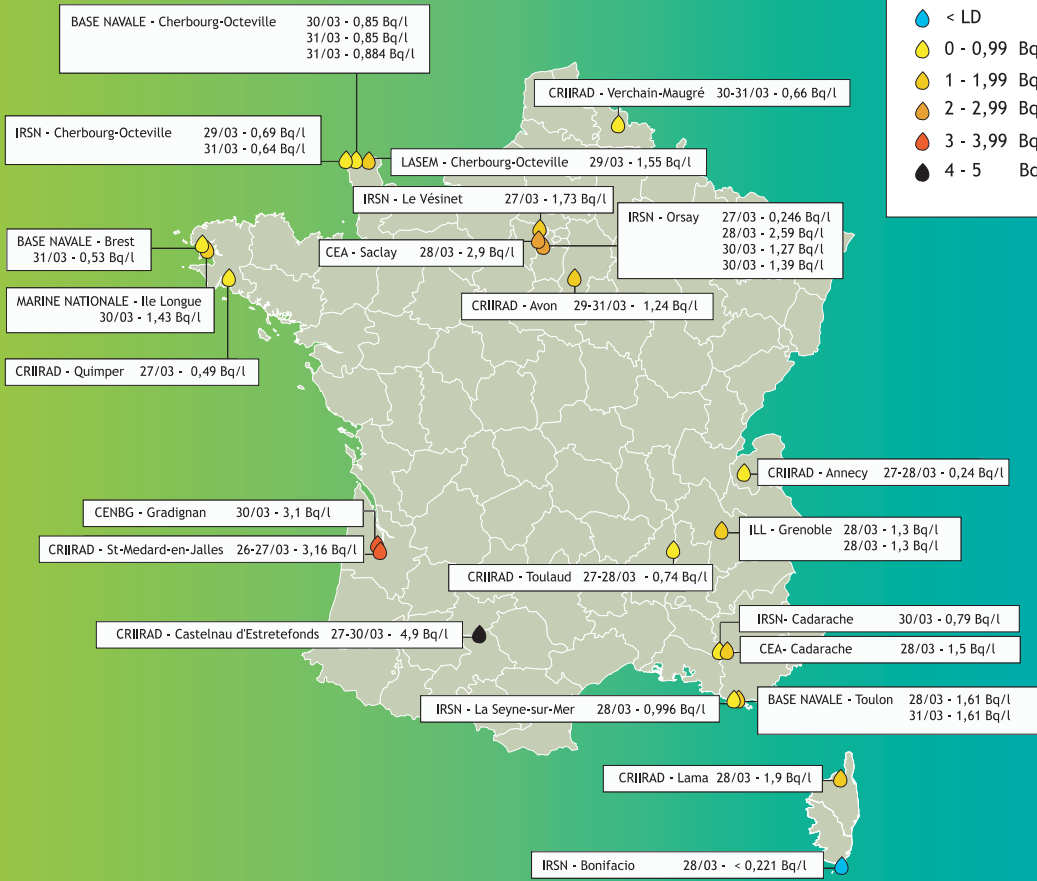 BASE NAVALE - Cherbourg-Octeville 30/03 - 0,85 Bq/l
31/03 - 0,85 Bq/l
31/03 - 0,884 Bq/l
< LD
0 - 0,99 Bq
1 - 1,99 Bq
2 - 2,99 Bq
3 - 3,99 Bq
4 - 5 Bq
CRIIRAD - Verchain-Maugré 30-31/03 - 0,66 Bq/l
IRSN - Cherbourg-Octeville 29/03 - 0,69 Bq/l
31/03 - 0,64 Bq/l
LASEM - Cherbourg-Octeville 29/03 - 1,55 Bq/l
IRSN - Le Vésinet 27/03 - 1,73 Bq/l
IRSN - Orsay 27/03 - 0,246 Bq/l
28/03 - 2,59 Bq/l
30/03 - 1,27 Bq/l
30/03 - 1,39 Bq/l
BASE NAVALE - Brest
31/03 - 0,53 Bq/l
CEA - Saclay 28/03 - 2,9 Bq/l
MARINE NATIONALE - Ile Longue
30/03 - 1,43 Bq/l
CRIIRAD - Avon 29-31/03 - 1,24 Bq/l
CRIIRAD - Quimper 27/03 - 0,49 Bq/l
CRIIRAD - Annecy 27-28/03 - 0,24 Bq/l
CENBG - Gradignan 30/03 - 3,1 Bq/l
ILL - Grenoble 28/03 - 1,3 Bq/l
28/03 - 1,3 Bq/l
CRIIRAD - St-Medard-en-Jalles 26-27/03 - 3,16 Bq/l
CRIIRAD - Toulaud 27-28/03 - 0,74 Bq/l
IRSN- Cadarache 30/03 - 0,79 Bq/l
CRIIRAD - Castelnau d'Estretefonds 27-30/03 - 4,9 Bq/l
CEA- Cadarache 28/03 - 1,5 Bq/l
IRSN - La Seyne-sur-Mer 28/03 - 0,996 Bq/l
BASE NAVALE - Toulon 28/03 - 1,61 Bq/l
31/03 - 1,61 Bq/l
CRIIRAD - Lama 28/03 - 1,9 Bq/l
IRSN - Bonifacio 28/03 - < 0,221 Bq/l